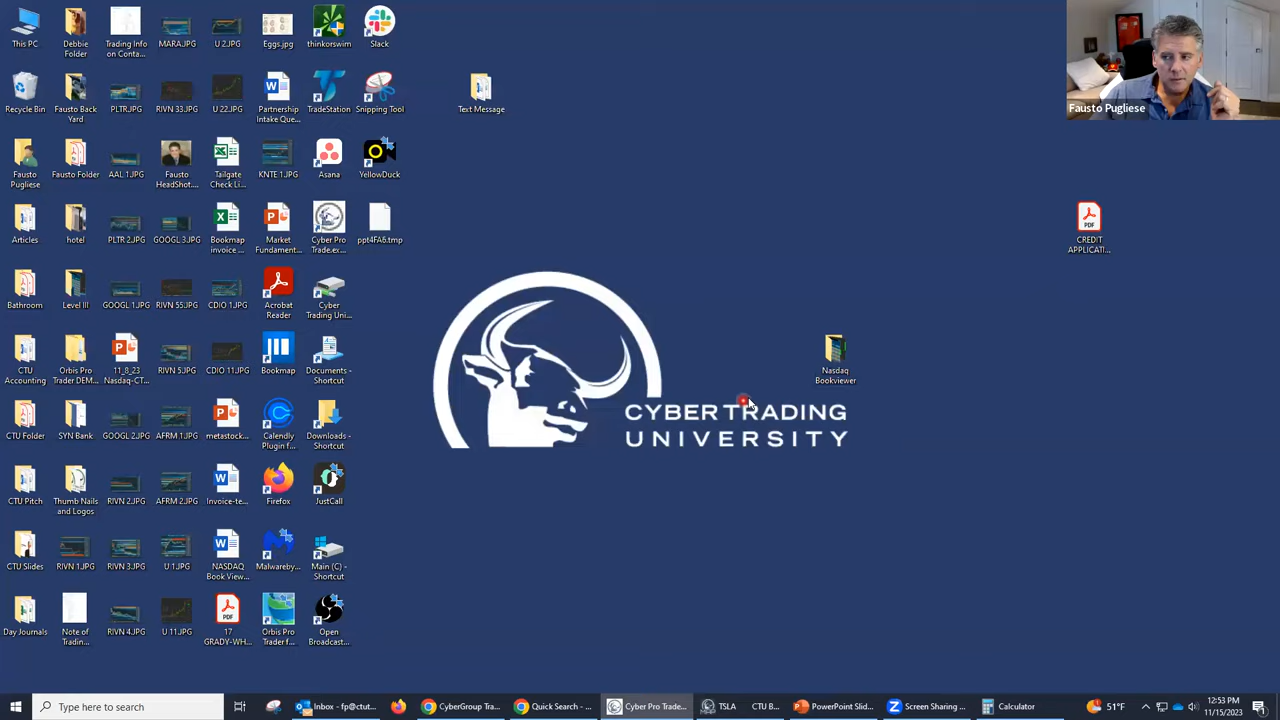 This PC
Debbie
Folder
Trading Info
on Conta...
MARA.JPG
U 2.JPG
Eggs.jpg
thinkorswim
Slack
Fausto Pugliese
Recycle Bin
Fausto Back
Yard
PLTR.JPG
RIVN 33.JPG
U 22.JPG
Partnership
Intake Que...
TradeStation
Snipping Tool
Tert Message
Fausto
Pugliese
Fausto Folder
AAL 1.JPG
Fausto
HeadShot....
Tailgate
Check Li...
KNTE 1.JPG
Asana
YellowDuck
Articles
hotel
PLTR 2.JPG
GOOGL 3.JPG
Bookmap
invoice ...
Market
Fundament...
Cyber Pro
Trade.ex...
ppt4FA6.tmp
PDF
CREDIT
APPLICATI...
Bathroom
Level III
GOOGL 1.JPG
RIVN 55.JPG
CDIO 1.JPG
Acrobat
Reader
Cyber
Trading Uni...
CTU
Accounting
Orbis Pro
Trader DEM...
11_8_23
Nasdaq-CT...
RIVN 5.JPG
CDIO 11.JPG
Bookmap
Documents -
Shortcut
Nasdaq
Bookviewer
CYBER TRADING
UNIVERSITY
CTU Folder
SYN Bank
GOOGL 2.JPG
AFRM 1.JPG
metastock...
Calendly
Plugin f...
Downloads -
Shortcut
CTU Pitch
Thumb Nails
and Logos
RIVN 2.JPG
AFRM 2.JPG
Invoice-te...
Firefox
JustCall
CTU Slides
RIVN 1.JPG
RIVN 3.JPG
U 1.JPG
NASDAQ
Book View...
Malwareby...
Main (C) -
Shortcut
Day Journals
Note of
Tradin...
RIVN 4.JPG
U 11.JPG
PDF
17
GRADY-WH...
Orbis Pro
Trader f...
Open
Broadcast...
Type here to search
Inbox - fp@ctut...
CyberGroup Tra...
Quick Search - ...
Cyber Pro Trade...
TSLA CTU B...
PowerPoint Slid...
Screen Sharing ...
Calculator
51°F
12:53 PM
11/15/2023